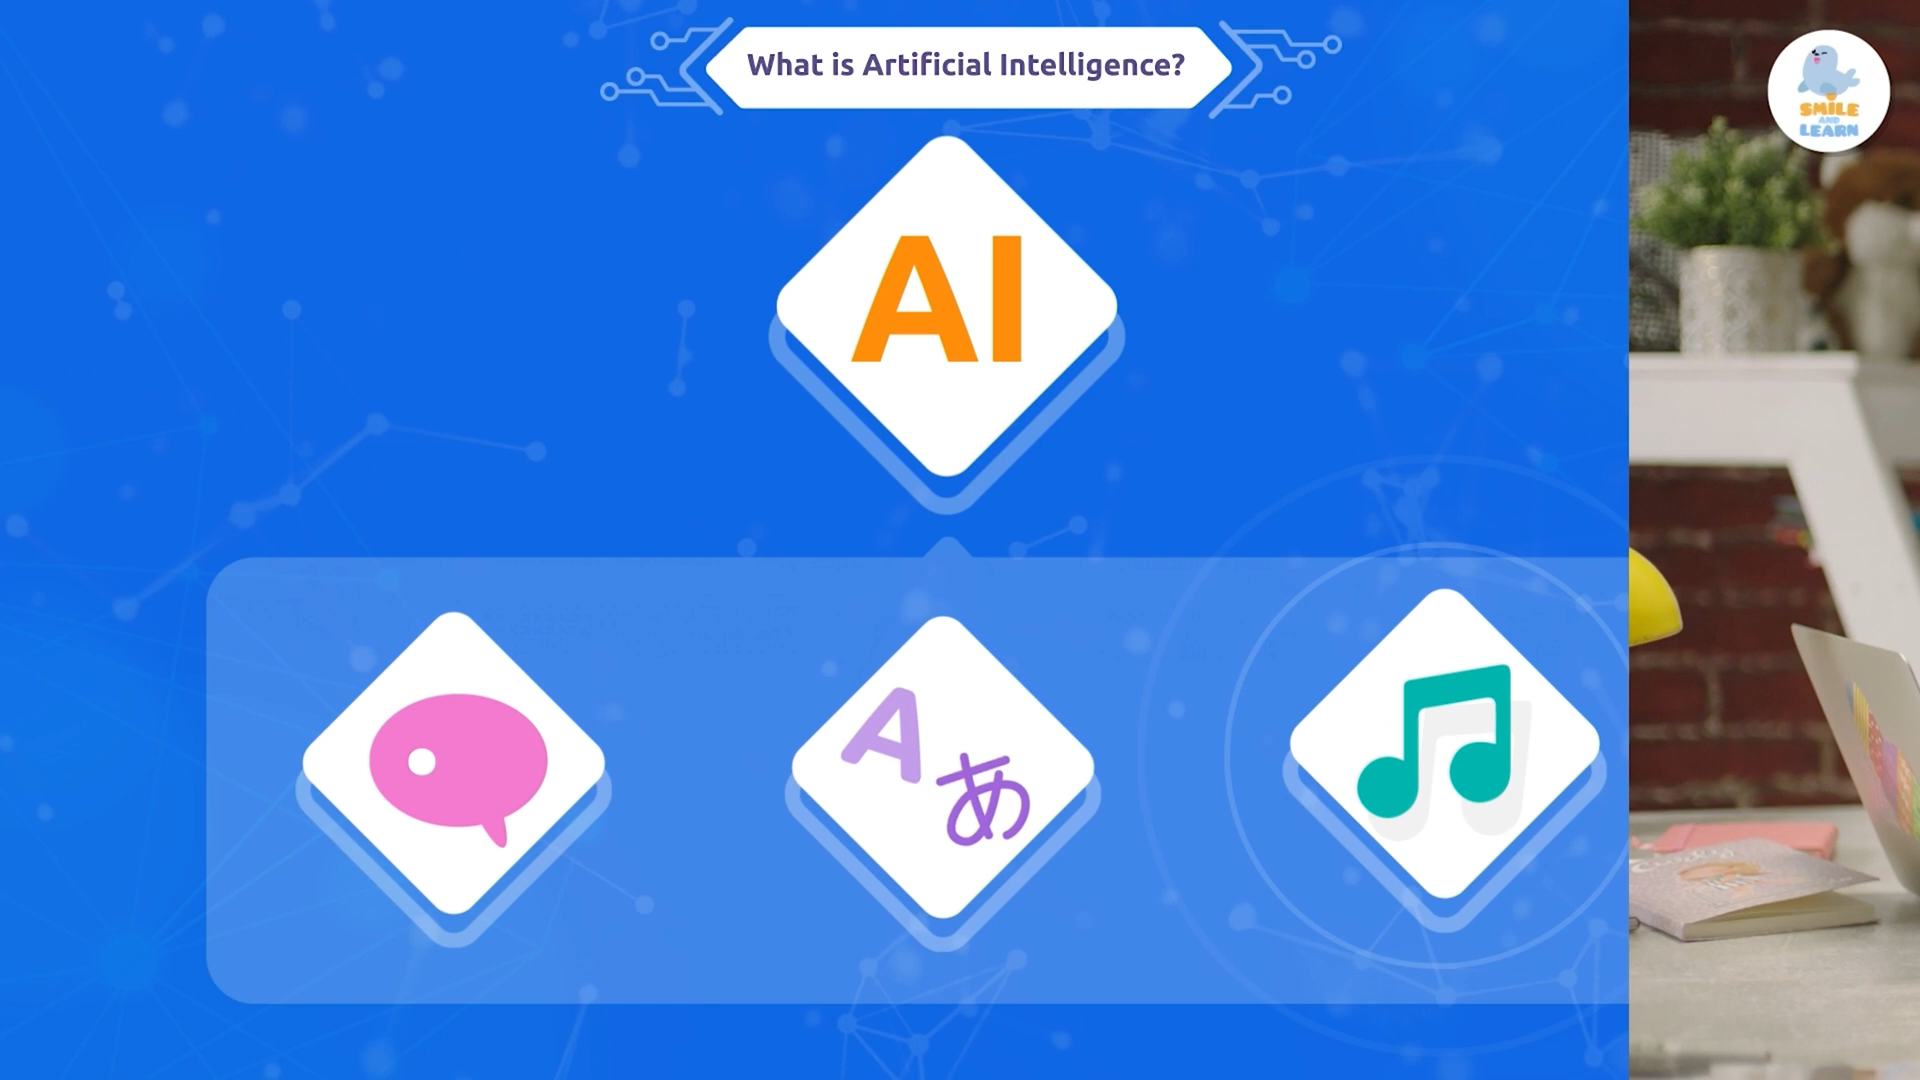 What is Artificial Intelligence?
SMILE
AND
LEARN
AI
A
あ